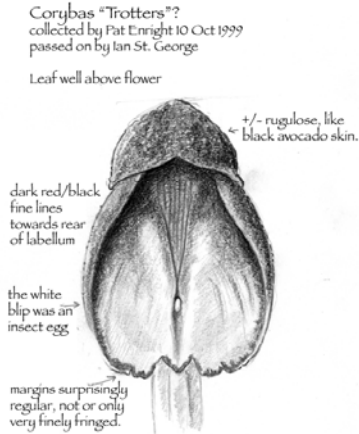 Corybas "Trotters"?
collected by Pat Enright 10 Oct 1999
passed on by Ian St. George
Leaf well above flower
+/- rugulose, like
black avocado skin.
dark red/black
fine lines
towards rear
of labellum
the white
blip was an
insect egg
margins surprisingly
regular, not or only
very finely fringed.